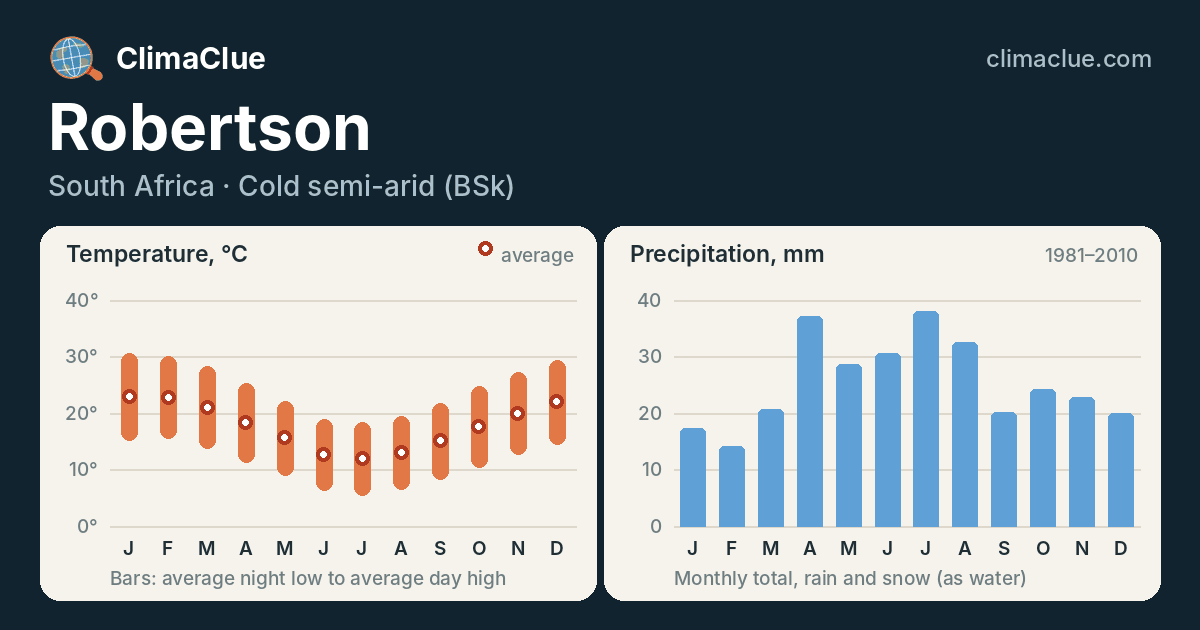 ClimaClue
climaclue.com
Robertson
South Africa · Cold semi-arid (BSk)
Temperature, °C
average
40°
30°
20°
10°
0°
J F M A M J J A S O N D
Bars: average night low to average day high
Precipitation, mm
1981–2010
40
30
20
10
0
J F M A M J J A S O N D
Monthly total, rain and snow (as water)